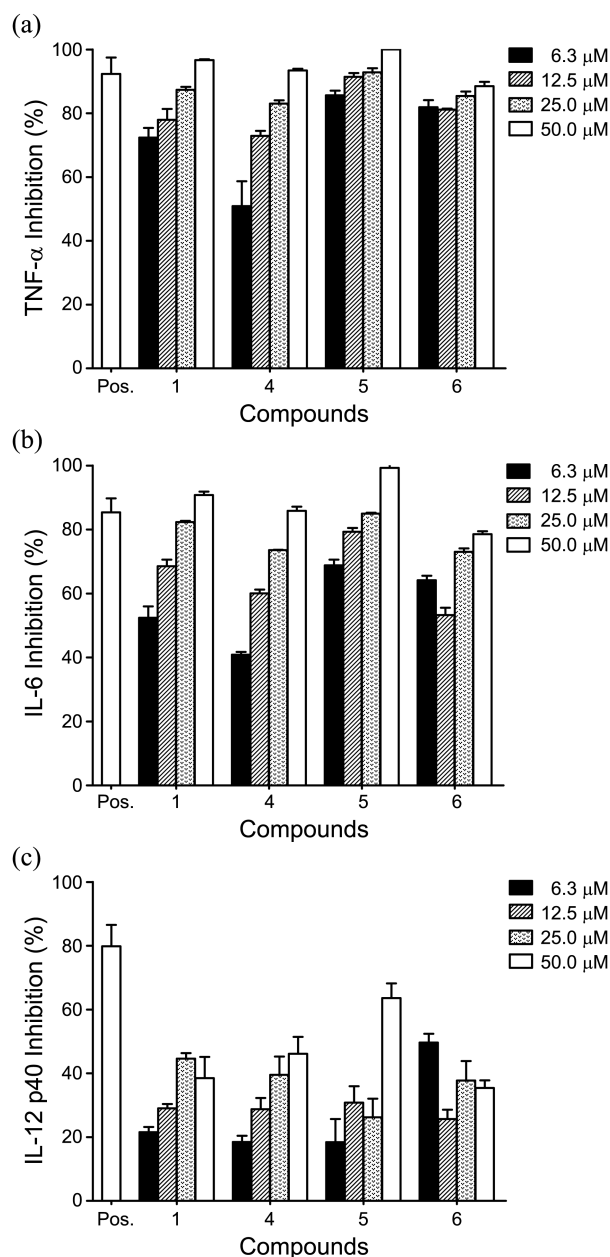 (a)
TNF-α Inhibition (%)
100
80
60
40
20
0
Pos. 1 4 5 6
Compounds
6.3 μM
12.5 μM
25.0 μM
50.0 μM
(b)
IL-6 Inhibition (%)
100
80
60
40
20
0
Pos. 1 4 5 6
Compounds
6.3 μM
12.5 μM
25.0 μM
50.0 μM
(c)
IL-12 p40 Inhibition (%)
100
80
60
40
20
0
Pos. 1 4 5 6
Compounds
6.3 μM
12.5 μM
25.0 μM
50.0 μM